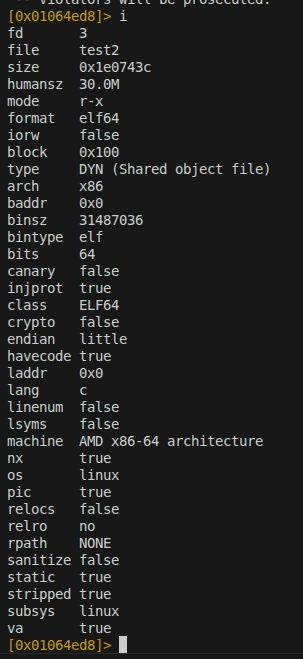 violators will be prosecuted.
[0x01064ed8]> i
fd 3
file test2
size 0x1e0743c
humansz 30.0M
mode r-x
format elf64
iorw false
block 0x100
type DYN (Shared object file)
arch x86
baddr 0x0
binsz 31487036
bintype elf
bits 64
canary false
injprot true
class ELF64
crypto false
endian little
havecode true
laddr 0x0
lang c
linenum false
lsyms false
machine AMD x86-64 architecture
nx true
os linux
pic true
relocs false
relro no
rpath NONE
sanitize false
static true
stripped true
subsys linux
va true
[0x01064ed8]>